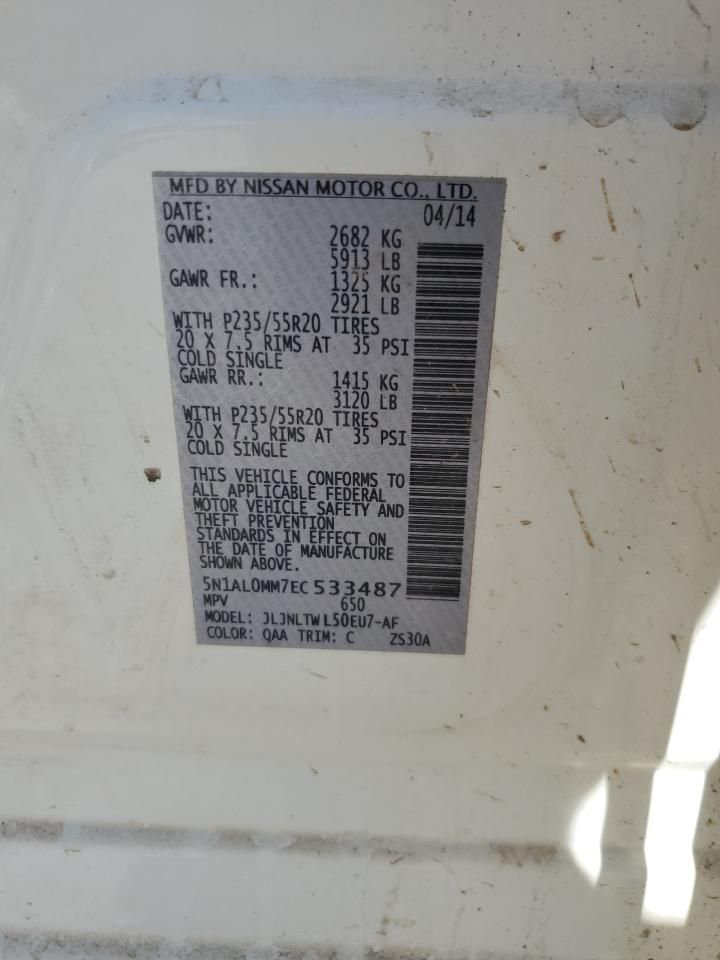 MFD BY NISSAN MOTOR CO., LTD.
DATE: 04/14
GVWR: 2682 KG
5913 LB
GAWR FR.: 1325 KG
2921 LB
WITH P235/55R20 TIRES
20 X 7.5 RIMS AT 35 PSI
COLD SINGLE
GAWR RR.: 1415 KG
3120 LB
WITH P235/55R20 TIRES
20 X 7.5 RIMS AT 35 PSI
COLD SINGLE
THIS VEHICLE CONFORMS TO
ALL APPLICABLE FEDERAL
MOTOR VEHICLE SAFETY AND
THEFT PREVENTION
STANDARDS IN EFFECT ON
THE DATE OF MANUFACTURE
SHOWN ABOVE.
5N1AL0MM7EC 533487
MPV 650
MODEL: JLJNLTW L50EU7-AF
COLOR: QAA TRIM: C ZS30A